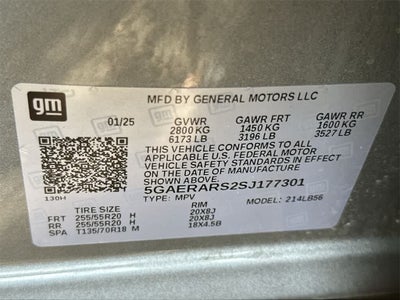 gm
MFD BY GENERAL MOTORS LLC
01/25 GVWR GAWR FRT GAWR RR
2800 KG 1450 KG 1600 KG
6173 LB 3196 LB 3527 LB
THIS VEHICLE CONFORMS TO ALL APPLICABLE
U.S. FEDERAL MOTOR
VEHICLE SAFETY STANDARDS IN EFFECT
ON THE DATE OF MANUFACTURE SHOWN ABOVE.
5GAERARS2SJ177301
130H TYPE: MPV
TIRE SIZE RIM MODEL: 214LB56
FRT 255/55R20 H 20X8J
RR 255/55R20 H 20X8J
SPA T135/70R18 M 18X4.5B